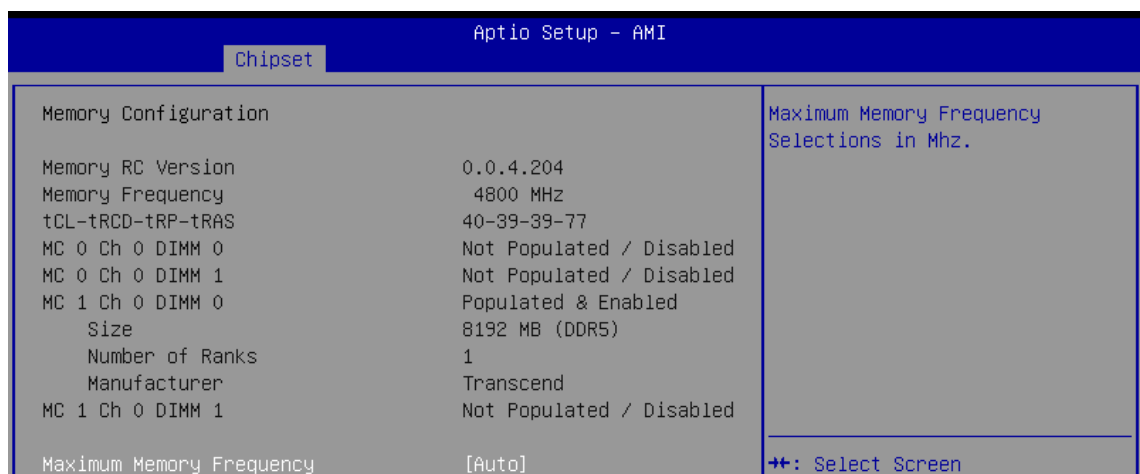 Aptio Setup - AMI
Chipset
Memory Configuration
Memory RC Version 0.0.4.204
Memory Frequency 4800 MHz
tCL-tRCD-tRP-tRAS 40-39-39-77
MC 0 Ch 0 DIMM 0 Not Populated / Disabled
MC 0 Ch 0 DIMM 1 Not Populated / Disabled
MC 1 Ch 0 DIMM 0 Populated & Enabled
Size 8192 MB (DDR5)
Number of Ranks 1
Manufacturer Transcend
MC 1 Ch 0 DIMM 1 Not Populated / Disabled
Maximum Memory Frequency [Auto]
Maximum Memory Frequency
Selections in Mhz.
→←: Select Screen